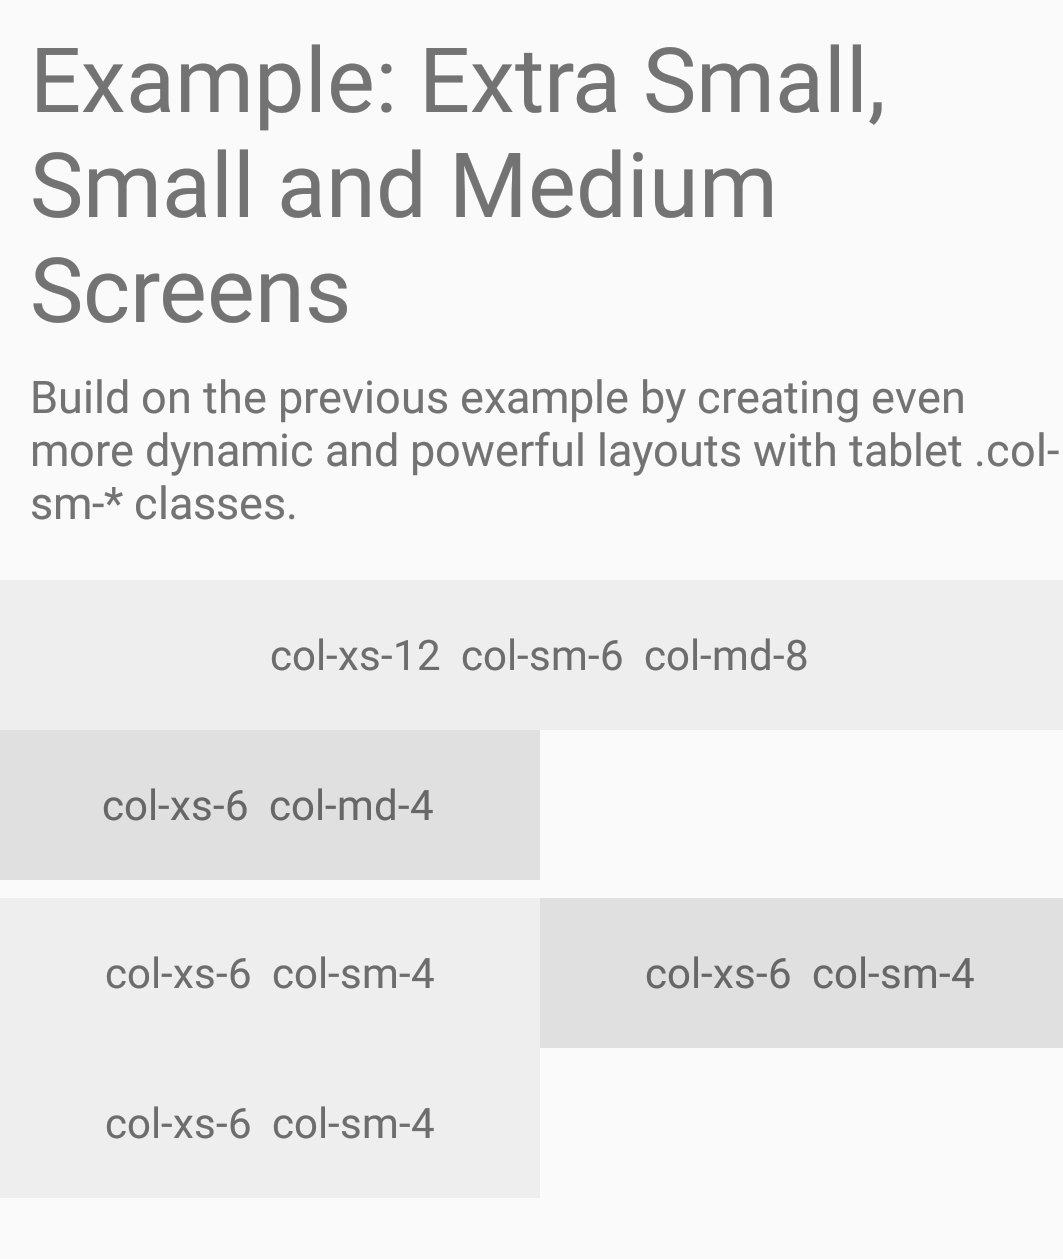 Example: Extra Small,
Small and Medium
Screens
Build on the previous example by creating even
more dynamic and powerful layouts with tablet .col-
sm-* classes.
col-xs-12 col-sm-6 col-md-8
col-xs-6 col-md-4
col-xs-6 col-sm-4
col-xs-6 col-sm-4
col-xs-6 col-sm-4